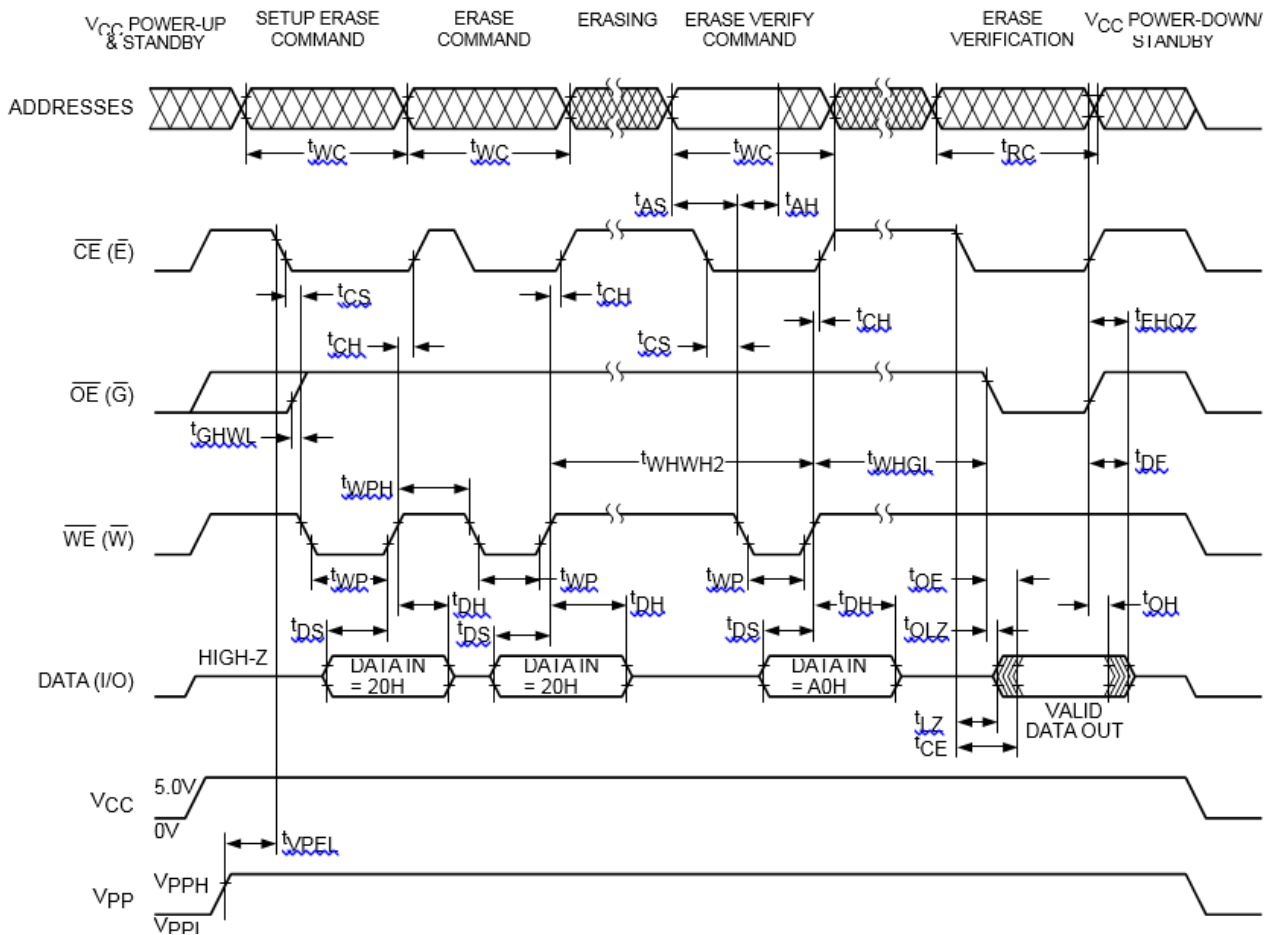 VCC POWER-UP & STANDBY
SETUP ERASE COMMAND
ERASE COMMAND
ERASING
ERASE VERIFY COMMAND
ERASE VERIFICATION
VCC POWER-DOWN/ STANDBY
ADDRESSES
tWC
tWC
tWC
tRC
tAS
tAH
CE (E)
tCS
tCH
tCH
tCS
tCH
tEHQZ
OE (G)
tGHWL
tWPH
tWHWH2
tWHGL
tDF
WE (W)
tWP
tWP
tWP
tOE
tDH
tDH
tDH
tOH
tDS
tDS
tDS
tOLZ
HIGH-Z
DATA (I/O)
DATA IN
= 20H
DATA IN
= 20H
DATA IN
= A0H
tLZ
VALID
DATA OUT
tCE
5.0V
VCC
0V
tVPEL
VPPH
VPP
VPPL